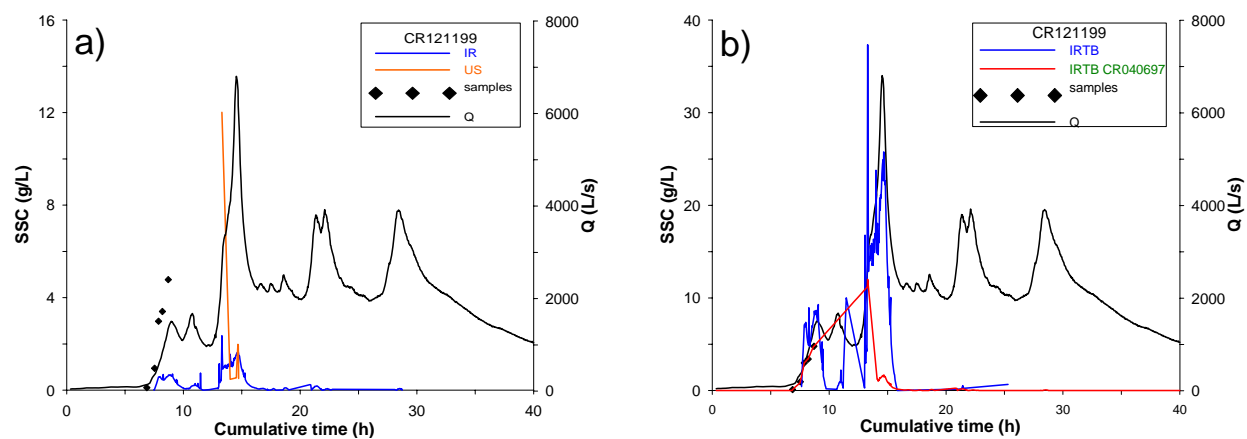 a)
CR121199
IR
US
samples
Q
16
12
8
4
0
SSC (g/L)
8000
6000
4000
2000
0
Q (L/s)
0 10 20 30 40
Cumulative time (h)
b)
CR121199
IRTB
IRTB CR040697
samples
Q
40
30
20
10
0
SSC (g/L)
8000
6000
4000
2000
0
Q (L/s)
0 10 20 30 40
Cumulative time (h)